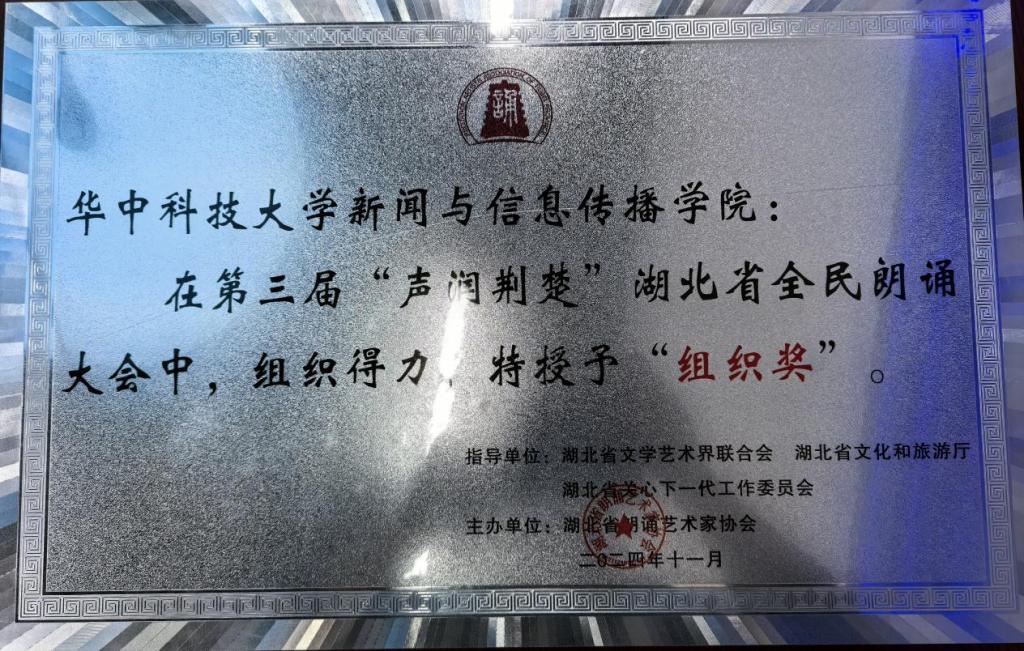 誦
华中科技大学新闻与信息传播学院：
在第三届“声润荆楚”湖北省全民朗诵
大会中，组织得力，特授予“组织奖”。
指导单位：湖北省文学艺术界联合会 湖北省文化和旅游厅
湖北省关心下一代工作委员会
主办单位：湖北省朗诵艺术家协会
二〇二四年十一月